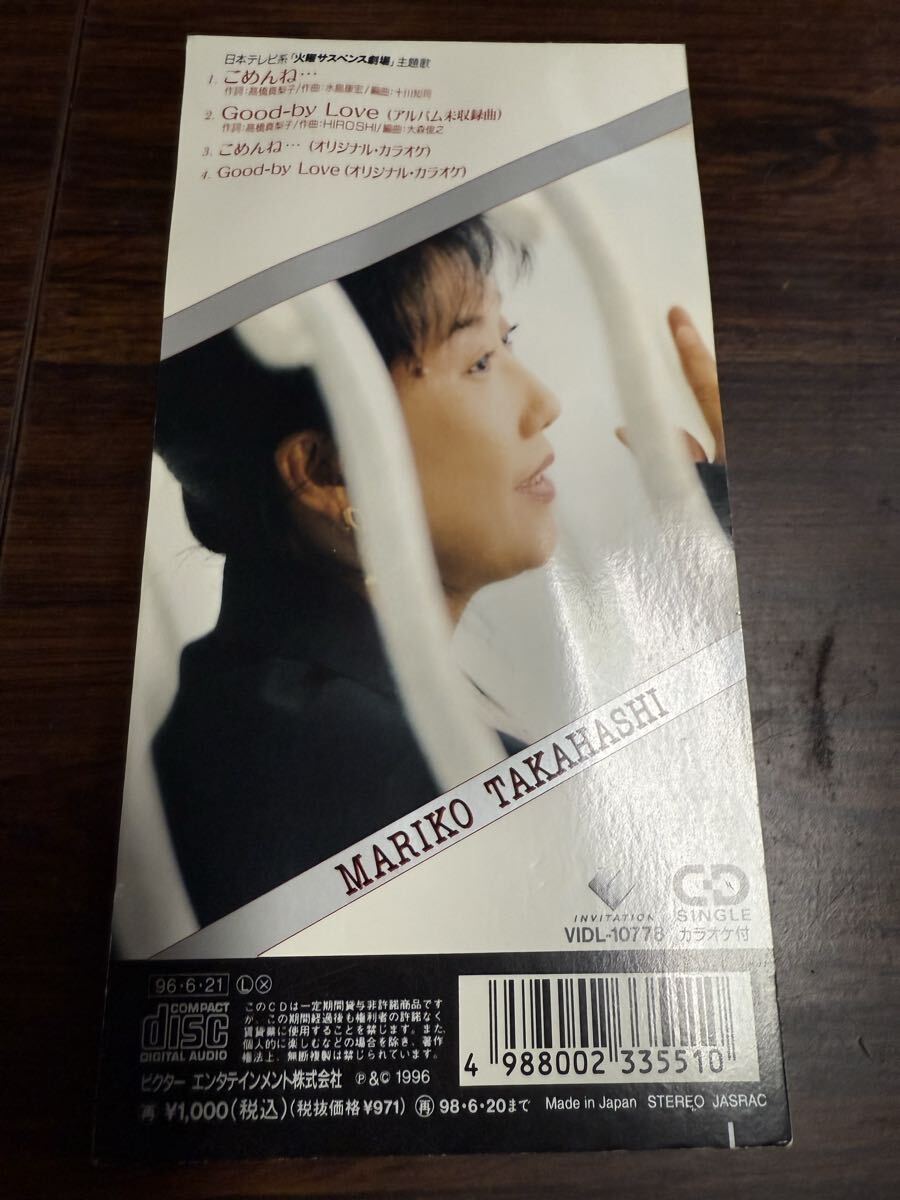 日本テレビ系「火曜サスペンス劇場」主題歌
1. ごめんね…
作詞:髙橋真梨子/作曲:水島康宏/編曲:十川知司
2. Good-by Love (アルバム未収録曲)
作詞:髙橋真梨子/作曲:HIROSHI/編曲:大森俊之
3. ごめんね… (オリジナル・カラオケ)
4. Good-by Love (オリジナル・カラオケ)
MARIKO TAKAHASHI
INVITATION
CD SINGLE
VIDL-10778 カラオケ付
96・6・21 Ⓛ ⓧ
COMPACT disc DIGITAL AUDIO
このCDは一定期間貸与非許諾商品です
が、この期間経過後も権利者の許諾なく
賃貸業に使用することを禁じます。また、
個人的に楽しむなどの場合を除き、著作
権法上、無断複製は禁じられています。
ビクター エンタテインメント株式会社 ℗&© 1996
4 988002 335510
再 ¥1,000(税込)(税抜価格¥971) 再 98・6・20まで Made in Japan STEREO JASRAC